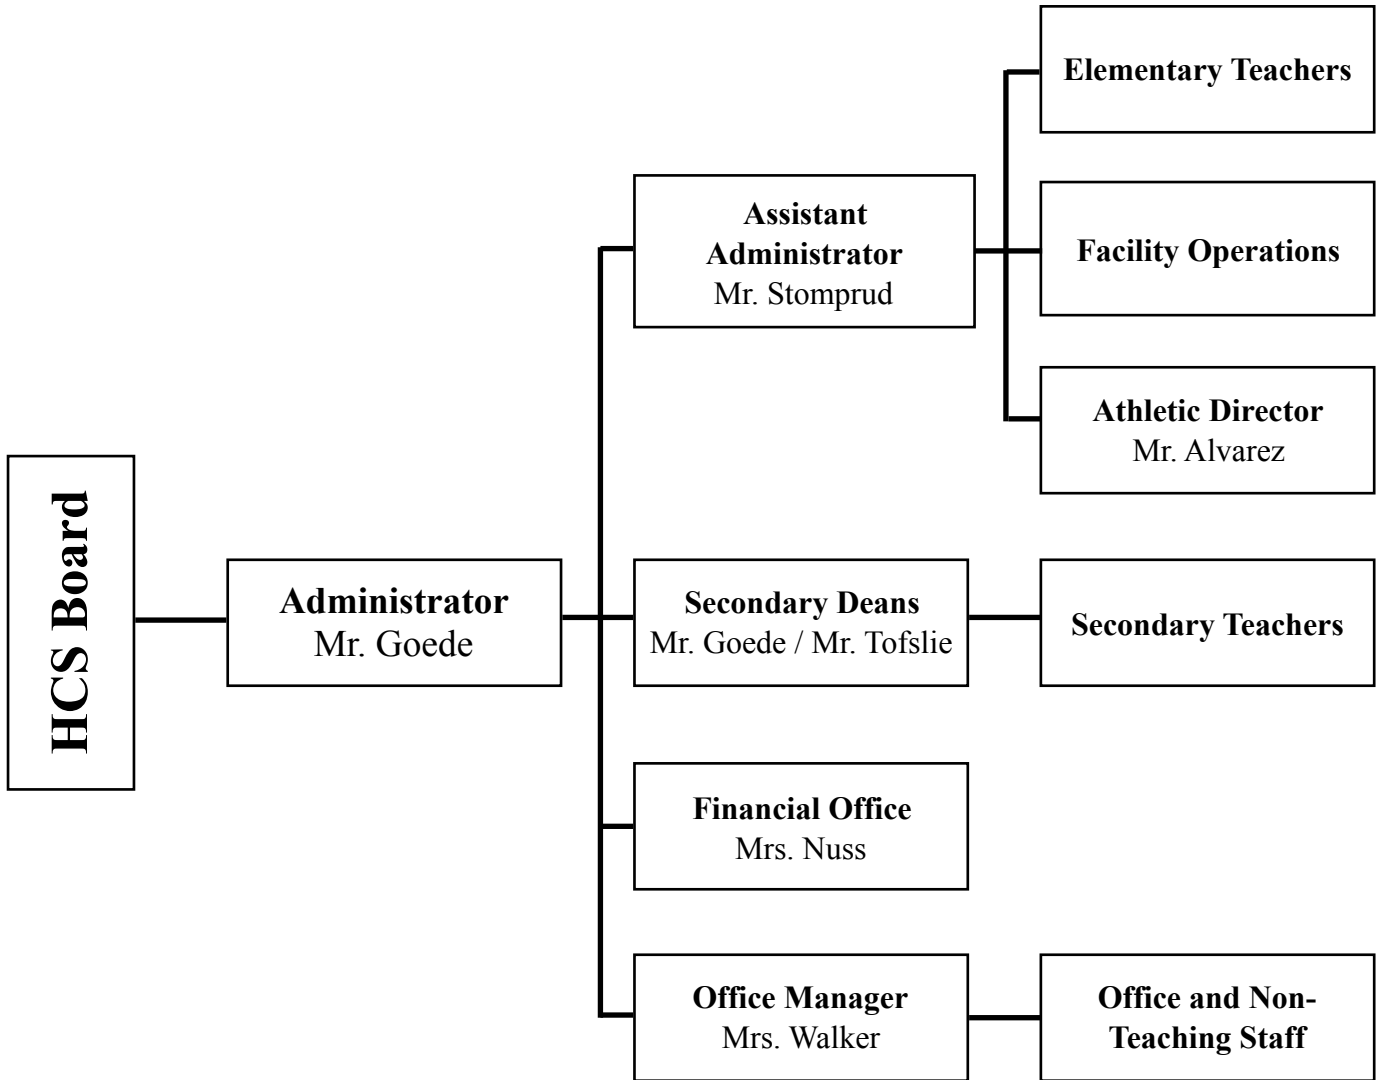 HCS Board
Administrator
Mr. Goede
Assistant
Administrator
Mr. Stomprud
Elementary Teachers
Facility Operations
Athletic Director
Mr. Alvarez
Secondary Deans
Mr. Goede / Mr. Tofslie
Secondary Teachers
Financial Office
Mrs. Nuss
Office Manager
Mrs. Walker
Office and Non-
Teaching Staff